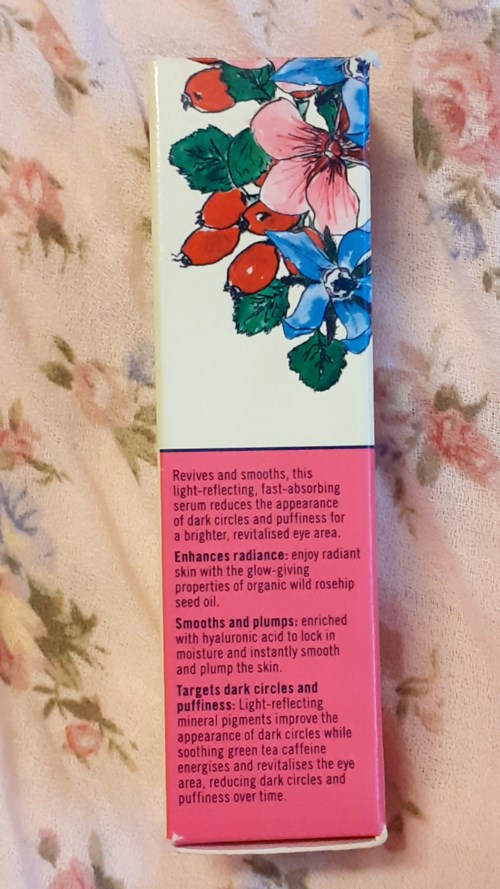 Revives and smooths, this
light-reflecting, fast-absorbing
serum reduces the appearance
of dark circles and puffiness for
a brighter, revitalised eye area.
Enhances radiance: enjoy radiant
skin with the glow-giving
properties of organic wild rosehip
seed oil.
Smooths and plumps: enriched
with hyaluronic acid to lock in
moisture and instantly smooth
and plump the skin.
Targets dark circles and
puffiness: Light-reflecting
mineral pigments improve the
appearance of dark circles while
soothing green tea caffeine
energises and revitalises the eye
area, reducing dark circles and
puffiness over time.